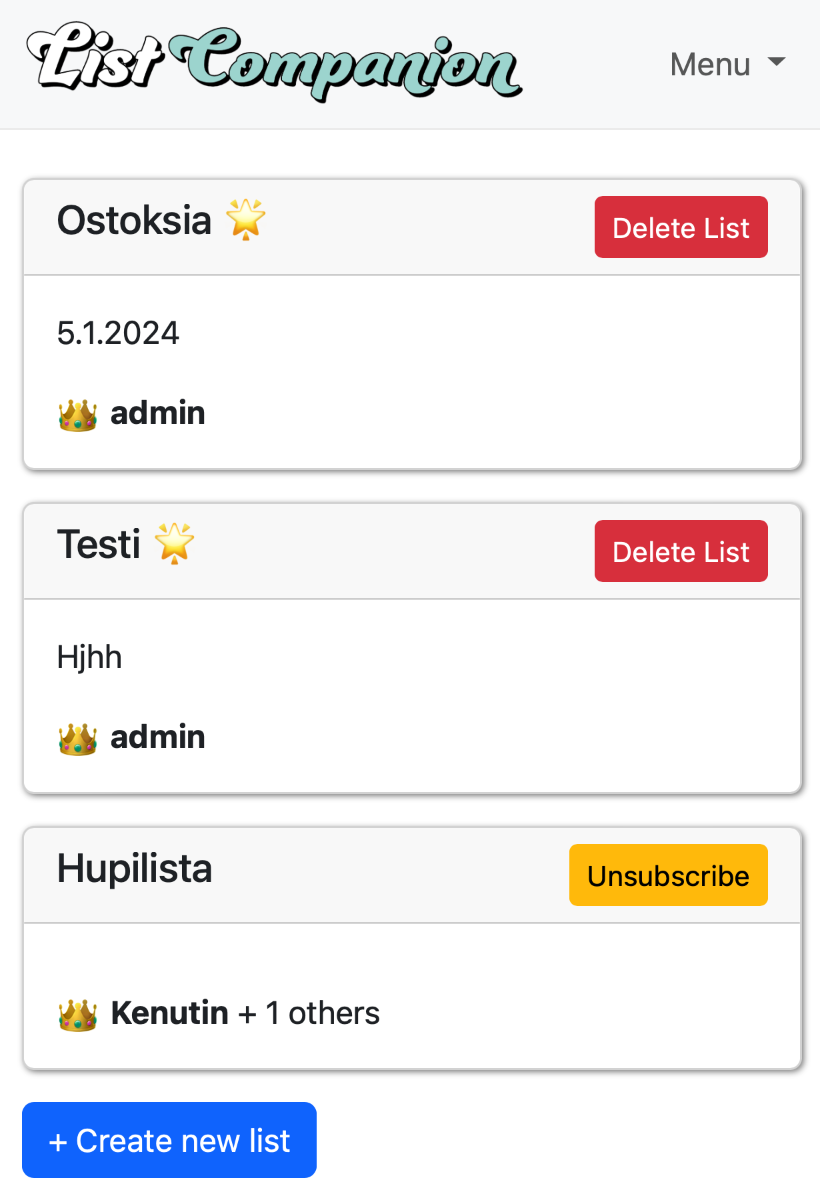 List Companion
Menu
Ostoksia 🌟
Delete List
5.1.2024
👑 admin
Testi 🌟
Delete List
Hjhh
👑 admin
Hupilista
Unsubscribe
👑 Kenutin + 1 others
+ Create new list